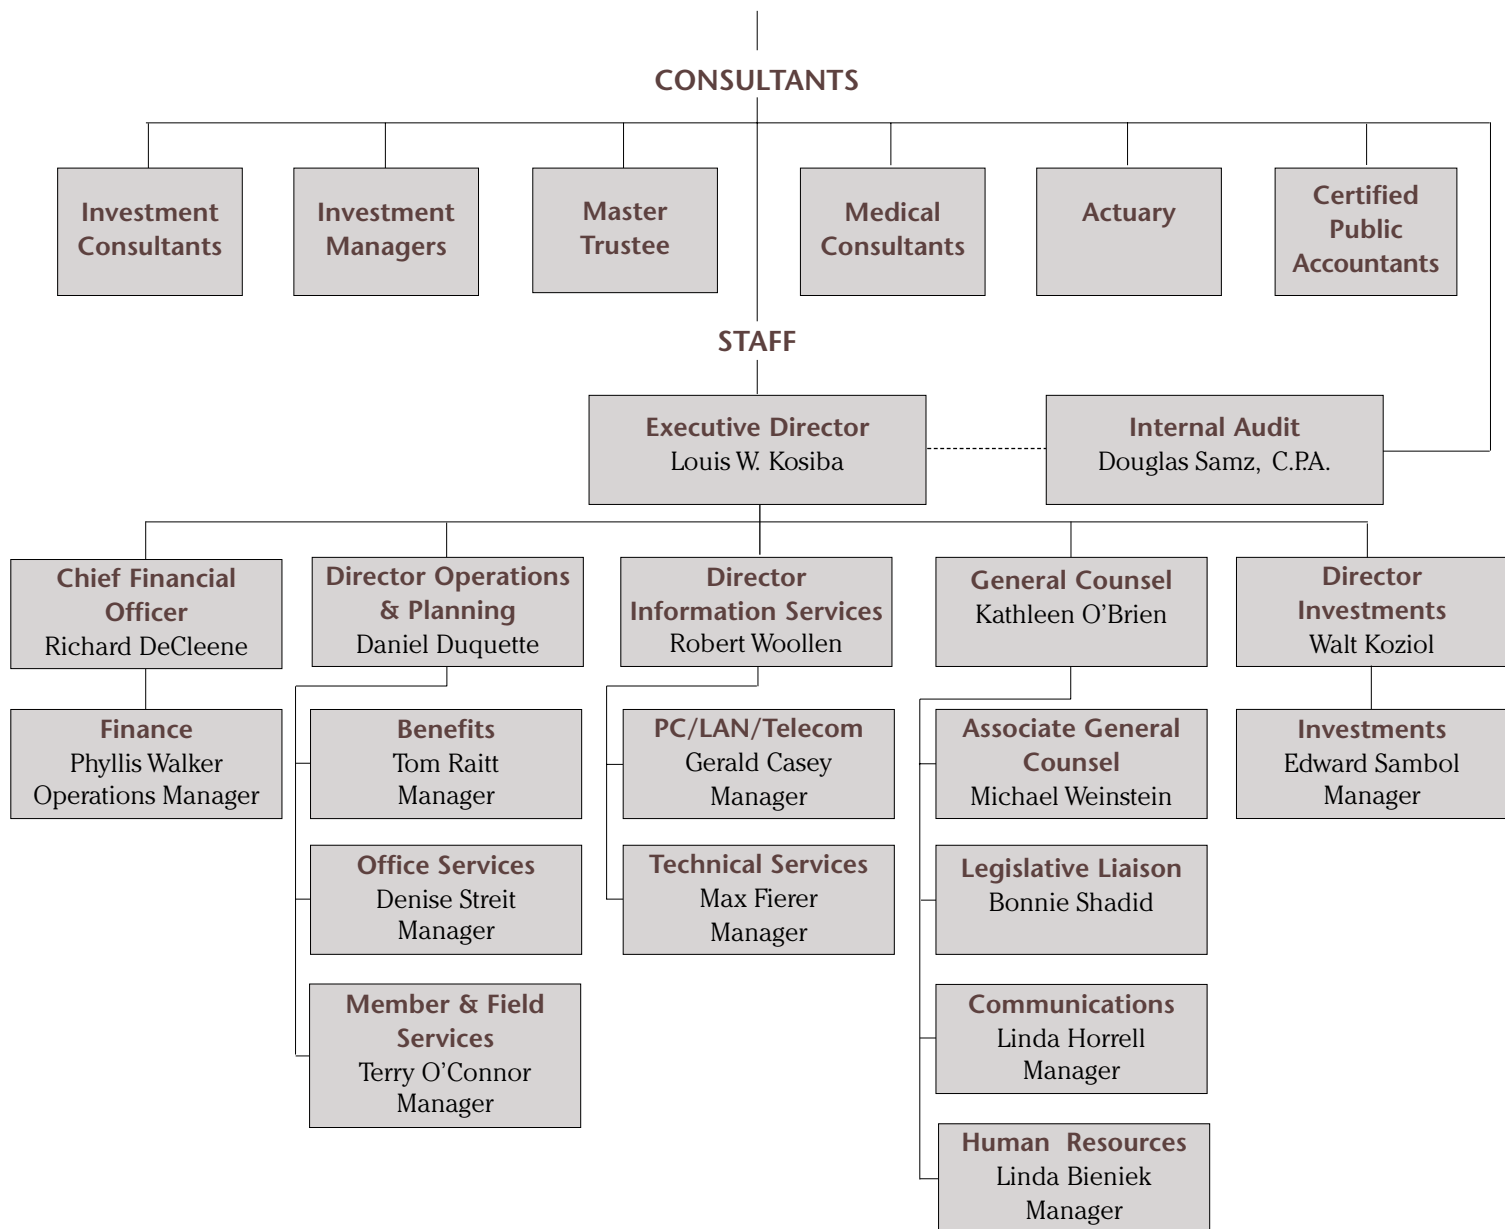 CONSULTANTS
Investment
Consultants
Investment
Managers
Master
Trustee
Medical
Consultants
Actuary
Certified
Public
Accountants
STAFF
Executive Director
Louis W. Kosiba
Internal Audit
Douglas Samz, C.P.A.
Chief Financial
Officer
Richard DeCleene
Director Operations
& Planning
Daniel Duquette
Director
Information Services
Robert Woollen
General Counsel
Kathleen O’Brien
Director
Investments
Walt Koziol
Finance
Phyllis Walker
Operations Manager
Benefits
Tom Raitt
Manager
PC/LAN/Telecom
Gerald Casey
Manager
Associate General
Counsel
Michael Weinstein
Investments
Edward Sambol
Manager
Office Services
Denise Streit
Manager
Technical Services
Max Fierer
Manager
Legislative Liaison
Bonnie Shadid
Member & Field
Services
Terry O’Connor
Manager
Communications
Linda Horrell
Manager
Human Resources
Linda Bieniek
Manager